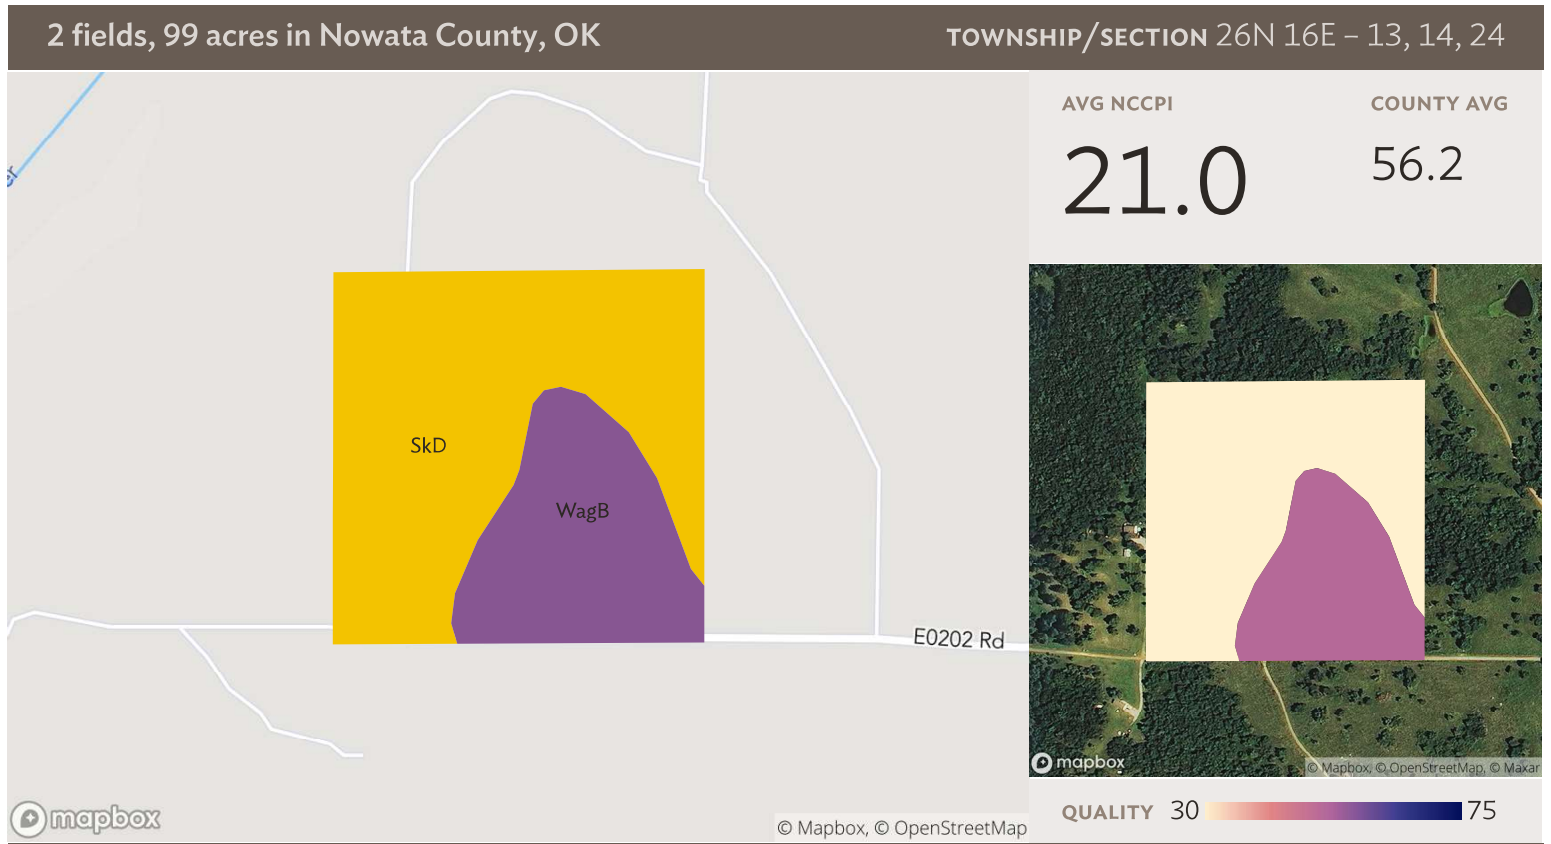 2 fields, 99 acres in Nowata County, OK
TOWNSHIP/SECTION 26N 16E – 13, 14, 24
AVG NCCPI
21.0
COUNTY AVG
56.2
SkD
WagB
E0202 Rd
mapbox
© Mapbox, © OpenStreetMap
mapbox
© Mapbox, © OpenStreetMap, © Maxar
QUALITY 30 75